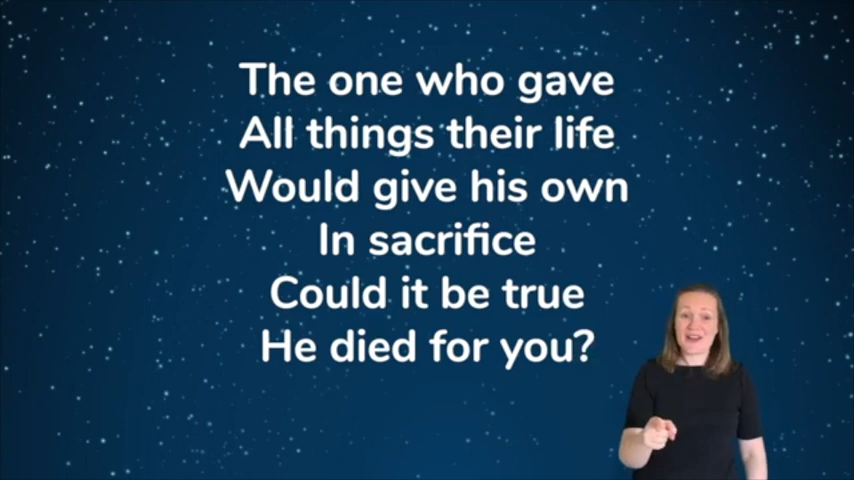 The one who gave
All things their life
Would give his own
In sacrifice
Could it be true
He died for you?